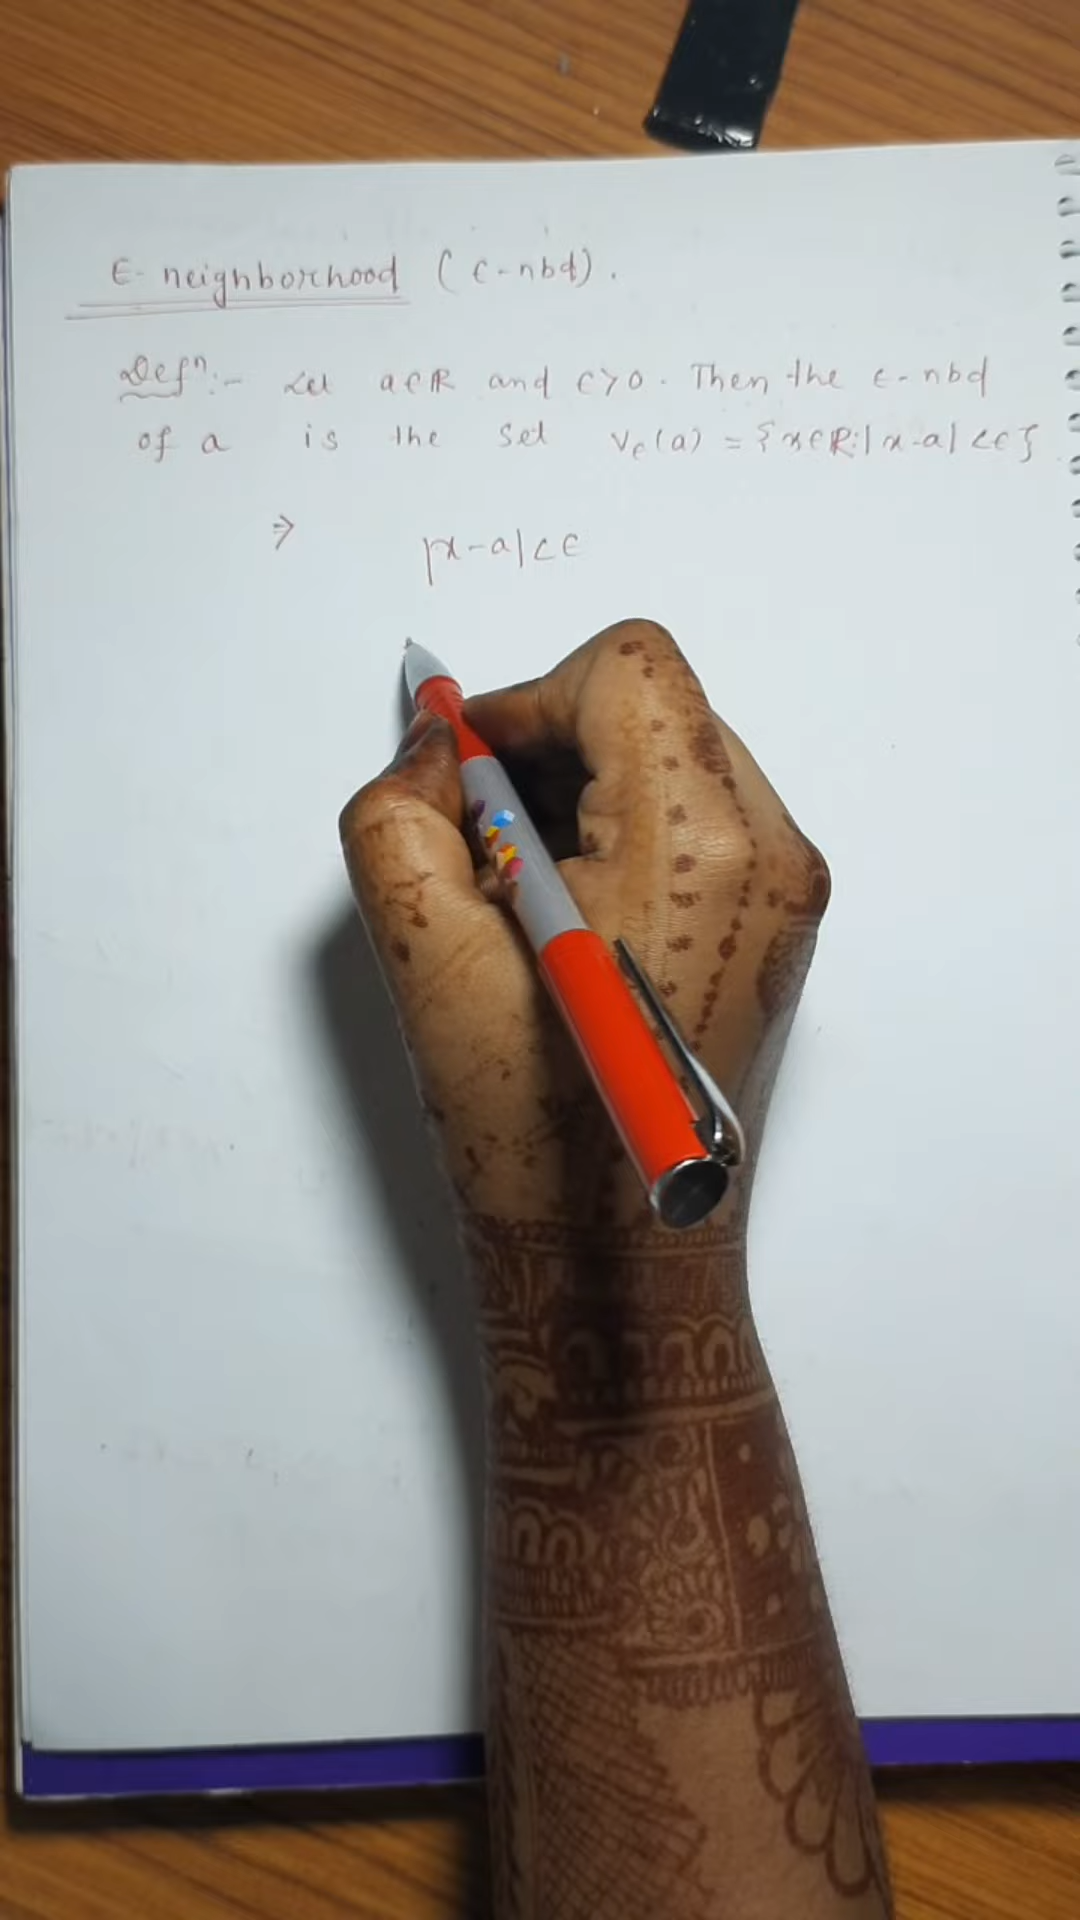 ε- neighborhood (ε-nbd).
Defⁿ:- Let a∈ℝ and ε>0. Then the ε-nbd
of a is the set Vε(a) = {x∈ℝ:|x-a|<ε}
⇒ |x-a|<ε